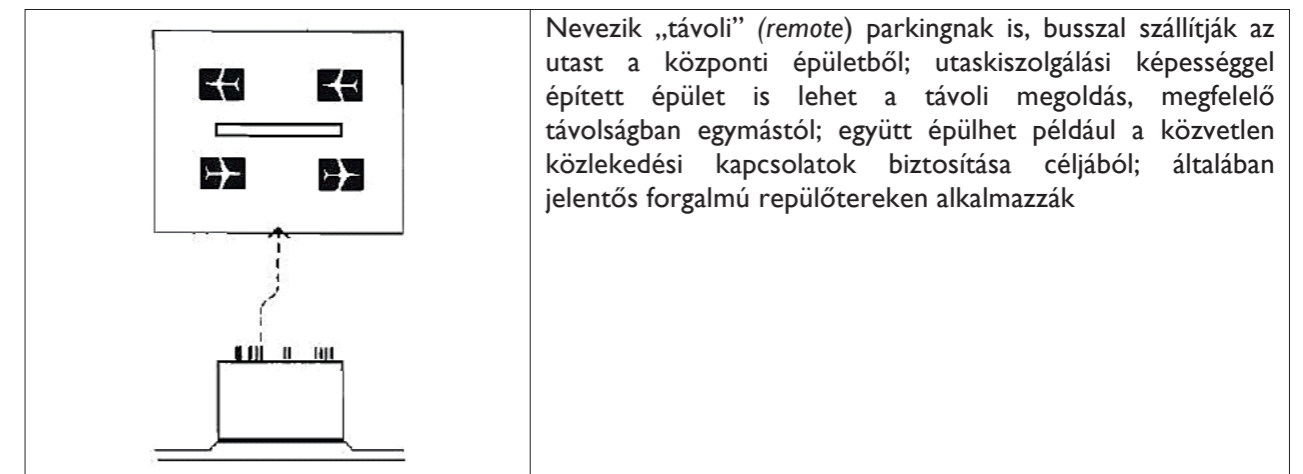 Nevezik „távoli” (remote) parkingnak is, busszal szállítják az
utast a központi épületből; utaskiszolgálási képességgel
épített épület is lehet a távoli megoldás, megfelelő
távolságban egymástól; együtt épülhet például a közvetlen
közlekedési kapcsolatok biztosítása céljából; általában
jelentős forgalmú repülőtereken alkalmazzák